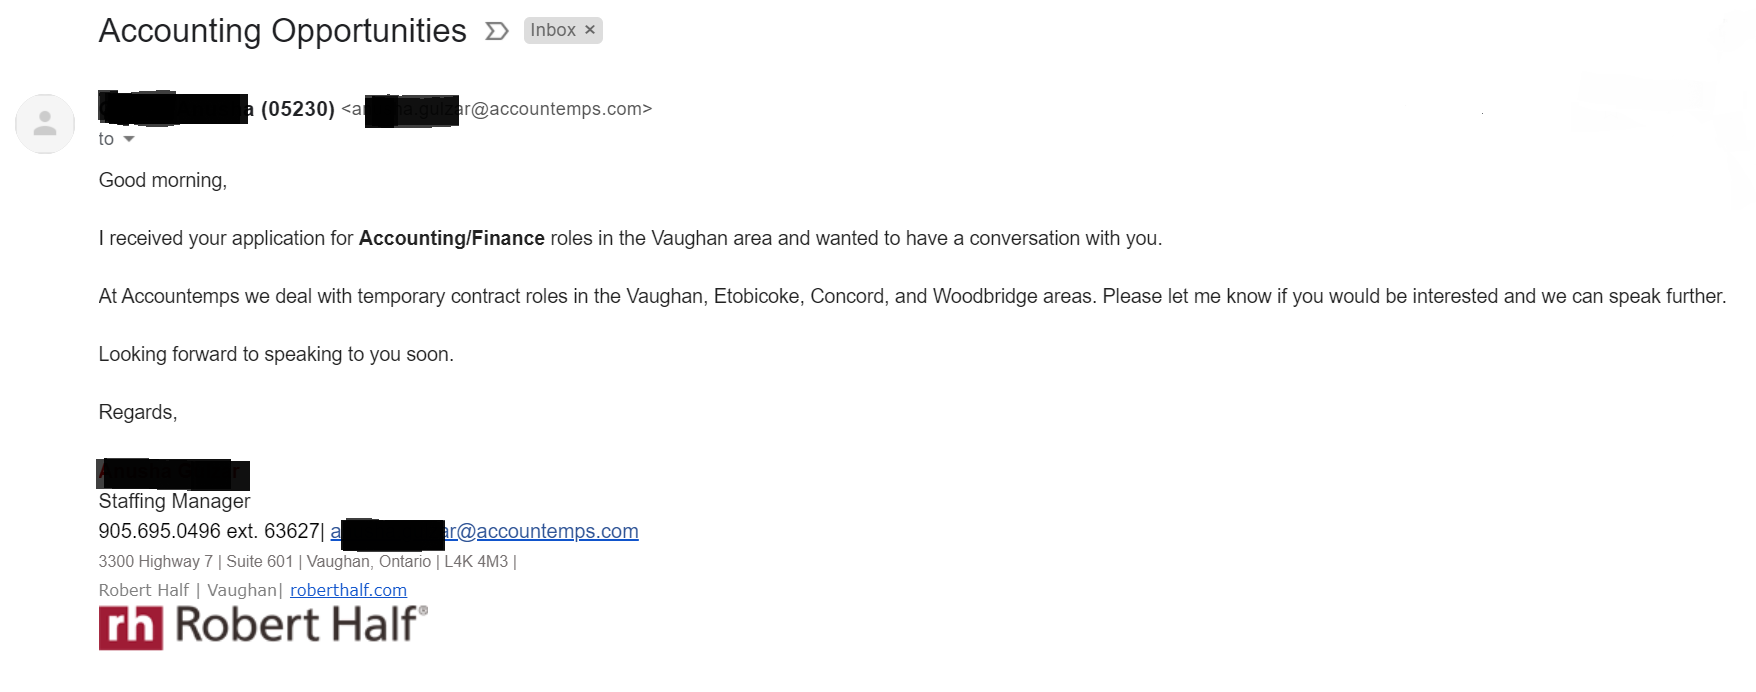 Accounting Opportunities Inbox ×
(05230) <ar@accountemps.com>
to
Good morning,
I received your application for Accounting/Finance roles in the Vaughan area and wanted to have a conversation with you.
At Accountemps we deal with temporary contract roles in the Vaughan, Etobicoke, Concord, and Woodbridge areas. Please let me know if you would be interested and we can speak further.
Looking forward to speaking to you soon.
Regards,
Staffing Manager
905.695.0496 ext. 63627| a ar@accountemps.com
3300 Highway 7 | Suite 601 | Vaughan, Ontario | L4K 4M3 |
Robert Half | Vaughan| roberthalf.com
rh Robert Half®